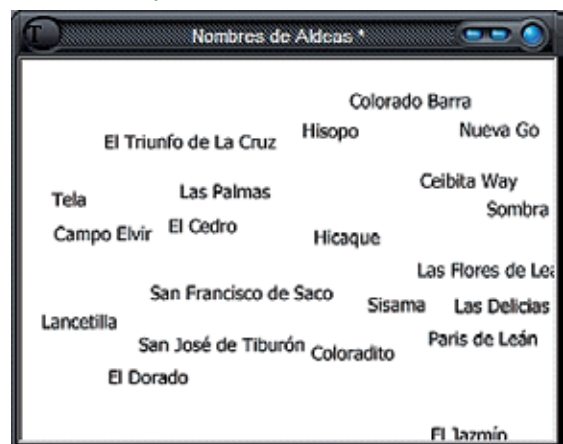 T
Nombres de Aldeas *
Colorado Barra
Hisopo
Nueva Go
El Triunfo de La Cruz
Ceibita Way
Las Palmas
Tela
Sombra
El Cedro
Campo Elvir
Hicaque
Las Flores de Lea
San Francisco de Saco
Sisama
Las Delicias
Lancetilla
Paris de Leán
San José de Tiburón
Coloradito
El Dorado
El Jazmín